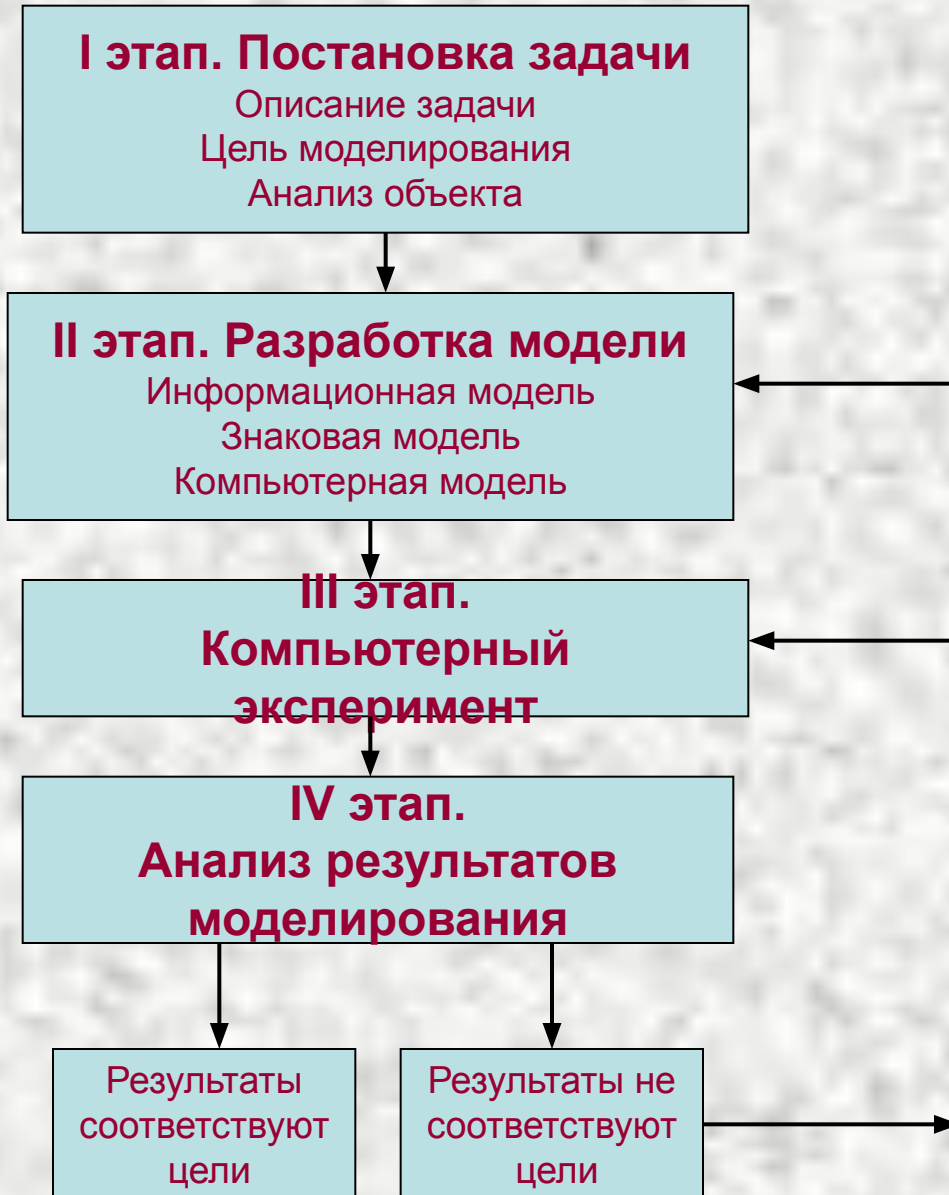 I этап. Постановка задачи
Описание задачи
Цель моделирования
Анализ объекта
II этап. Разработка модели
Информационная модель
Знаковая модель
Компьютерная модель
III этап.
Компьютерный
эксперимент
IV этап.
Анализ результатов
моделирования
Результаты
соответствуют
цели
Результаты не
соответствуют
цели